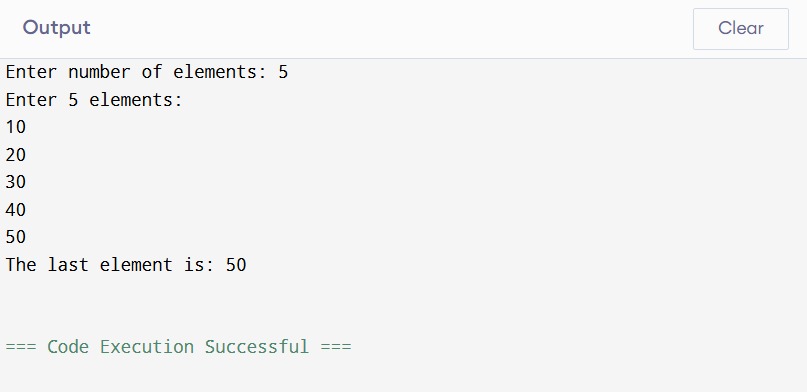 Output
Clear
Enter number of elements: 5
Enter 5 elements:
10
20
30
40
50
The last element is: 50
=== Code Execution Successful ===